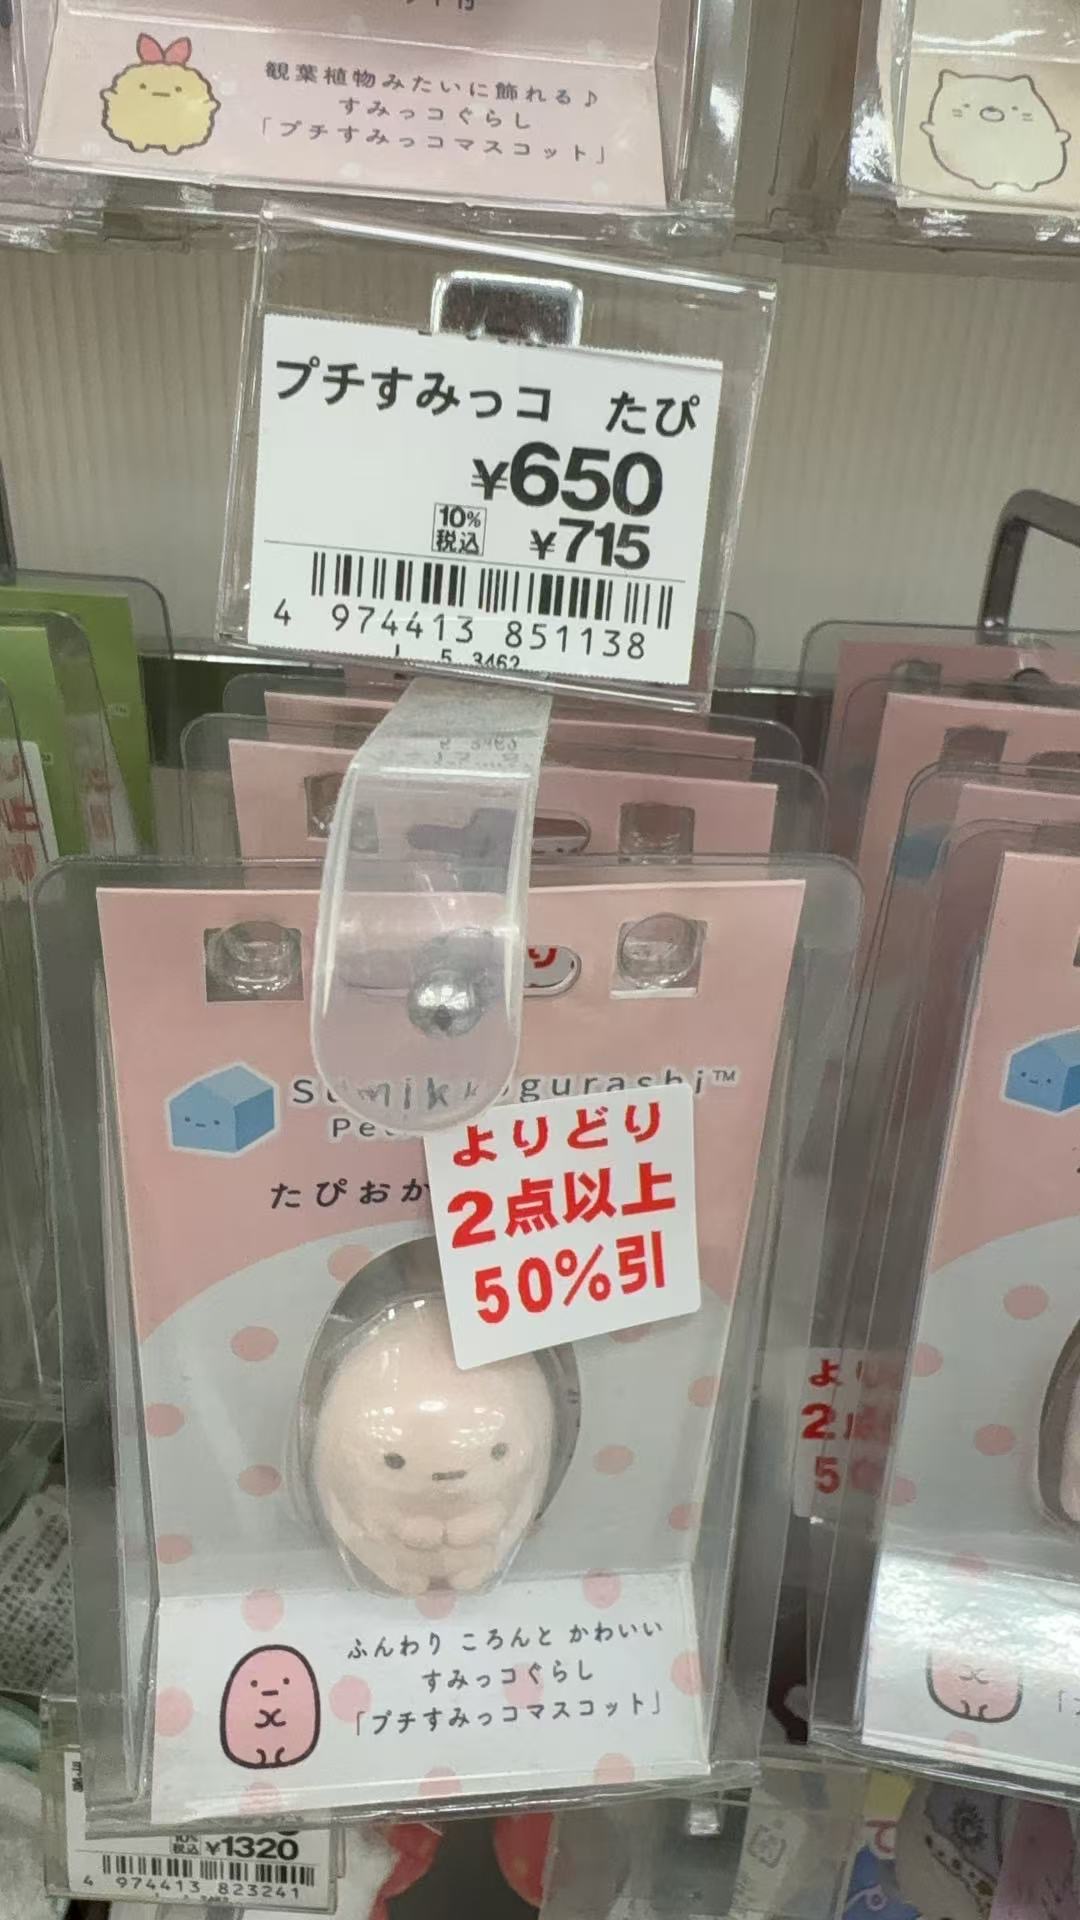 観葉植物みたいに飾れる♪
すみっコぐらし
「プチすみっコマスコット」
プチすみっコ たぴ
¥650
10%
税込 ¥715
4 974413 851138
5 3462
Sumikkogurashi™
たぴおか
よりどり
2点以上
50%引
ふんわり ころんと かわいい
すみっコぐらし
「プチすみっコマスコット」
税込 ¥1320
4 974413 823241